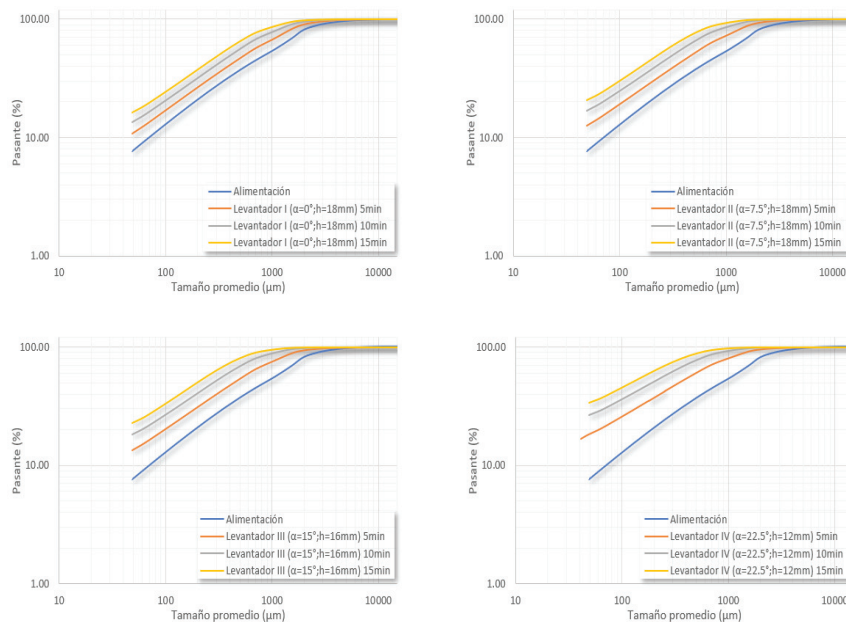 100.00
10.00
1.00
Pasante (%)
Alimentación
Levantador I (α=0°;h=18mm) 5min
Levantador I (α=0°;h=18mm) 10min
Levantador I (α=0°;h=18mm) 15min
10 100 1000 10000
Tamaño promedio (µm)
100.00
10.00
1.00
Pasante (%)
Alimentación
Levantador II (α=7.5°;h=18mm) 5min
Levantador II (α=7.5°;h=18mm) 10min
Levantador II (α=7.5°;h=18mm) 15min
10 100 1000 10000
Tamaño promedio (µm)
100.00
10.00
1.00
Pasante (%)
Alimentación
Levantador III (α=15°;h=16mm) 5min
Levantador III (α=15°;h=16mm) 10min
Levantador III (α=15°;h=16mm) 15min
10 100 1000 10000
Tamaño promedio (µm)
100.00
10.00
1.00
Pasante (%)
Alimentación
Levantador IV (α=22.5°;h=12mm) 5min
Levantador IV (α=22.5°;h=12mm) 10min
Levantador IV (α=22.5°;h=12mm) 15min
10 100 1000 10000
Tamaño promedio (µm)